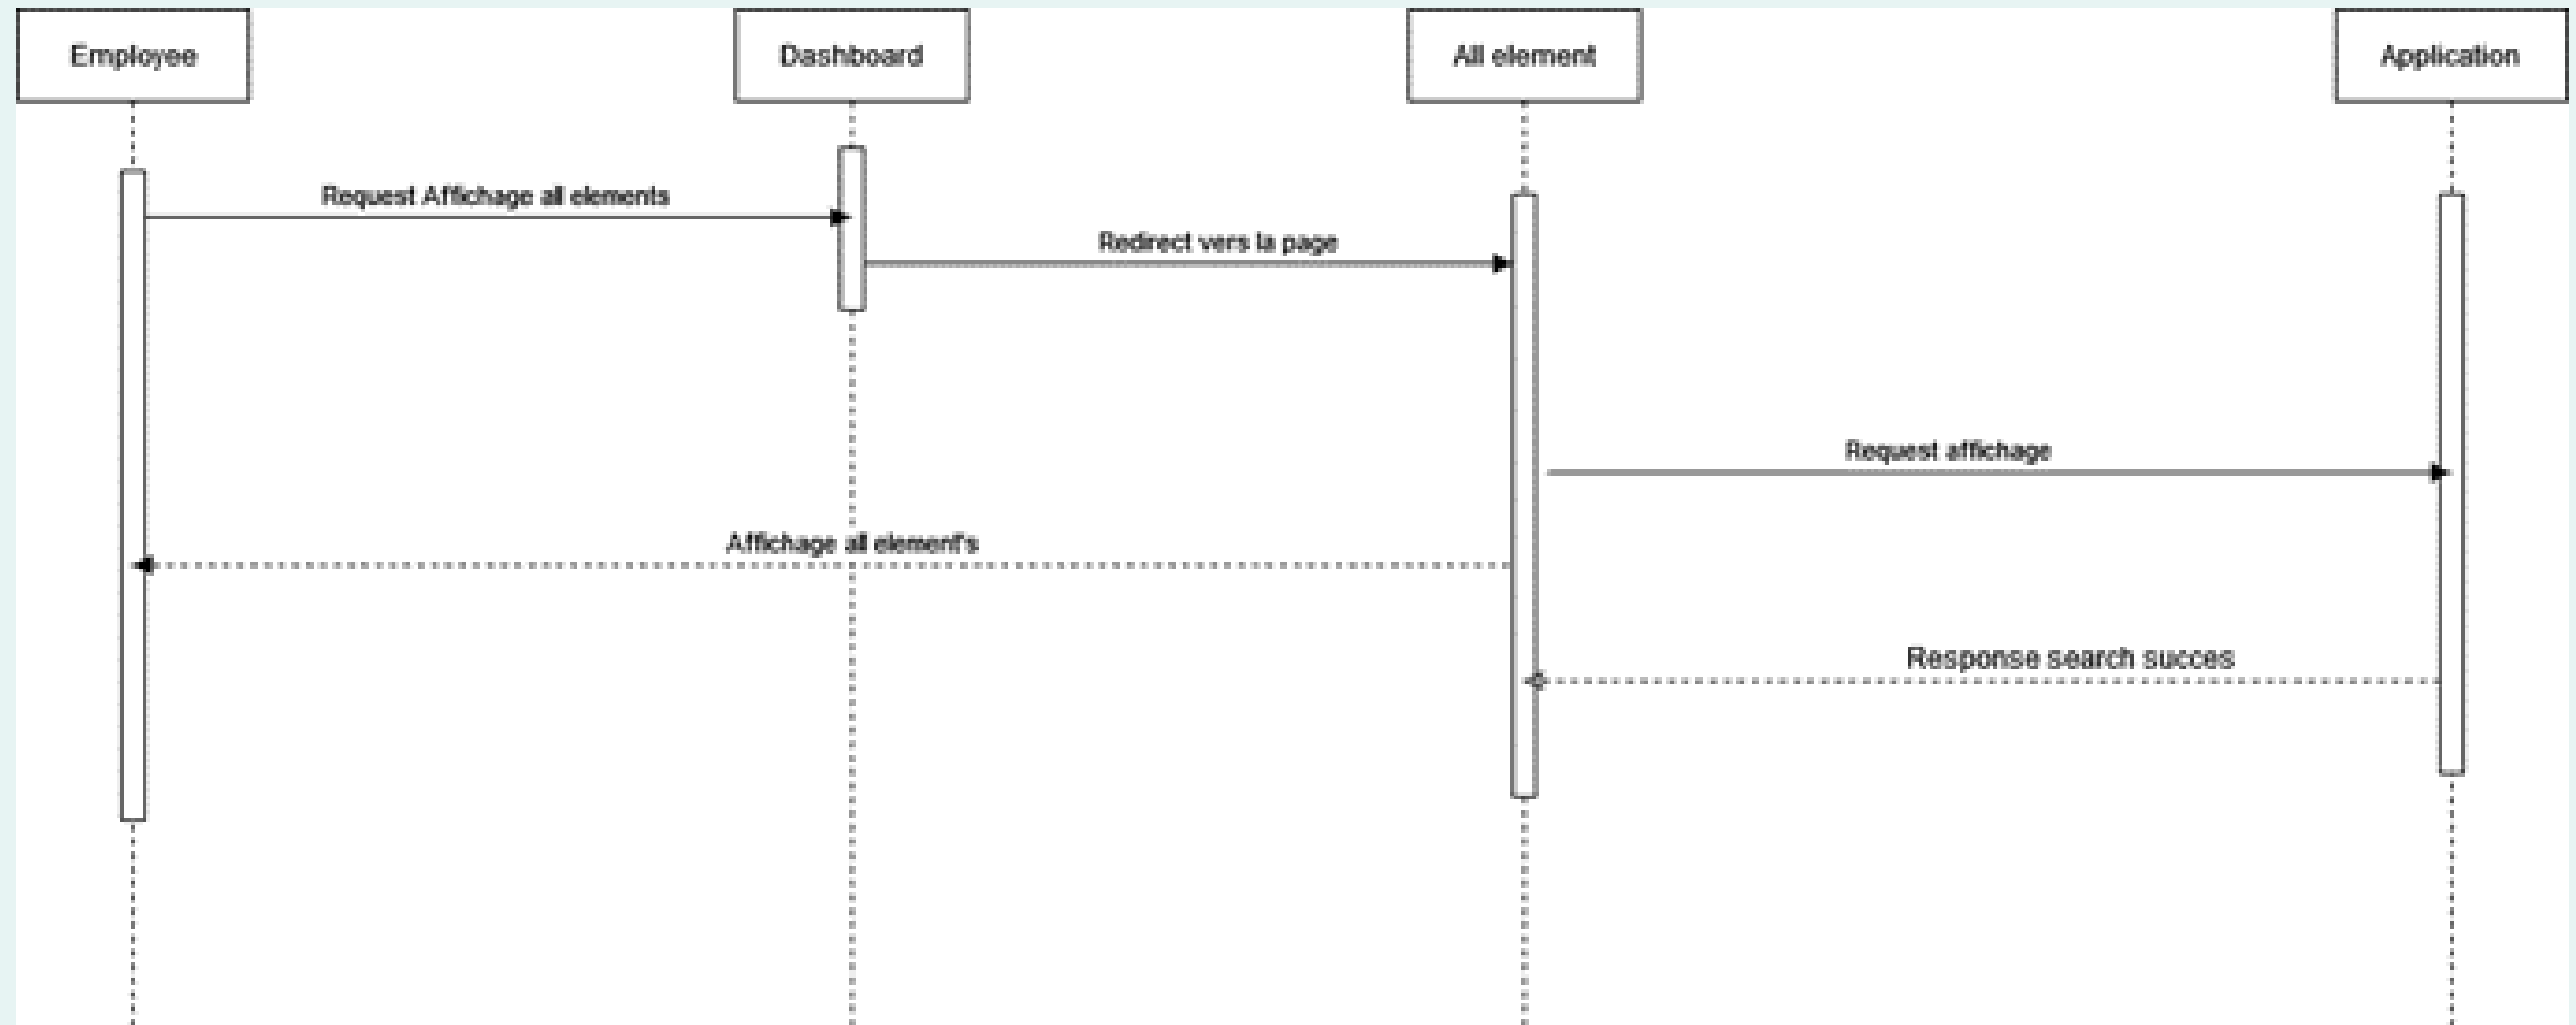 Employee
Dashboard
All element
Application
Request Affichage all elements
Redirect vers la page
Request affichage
Affichage all element's
Response search succes